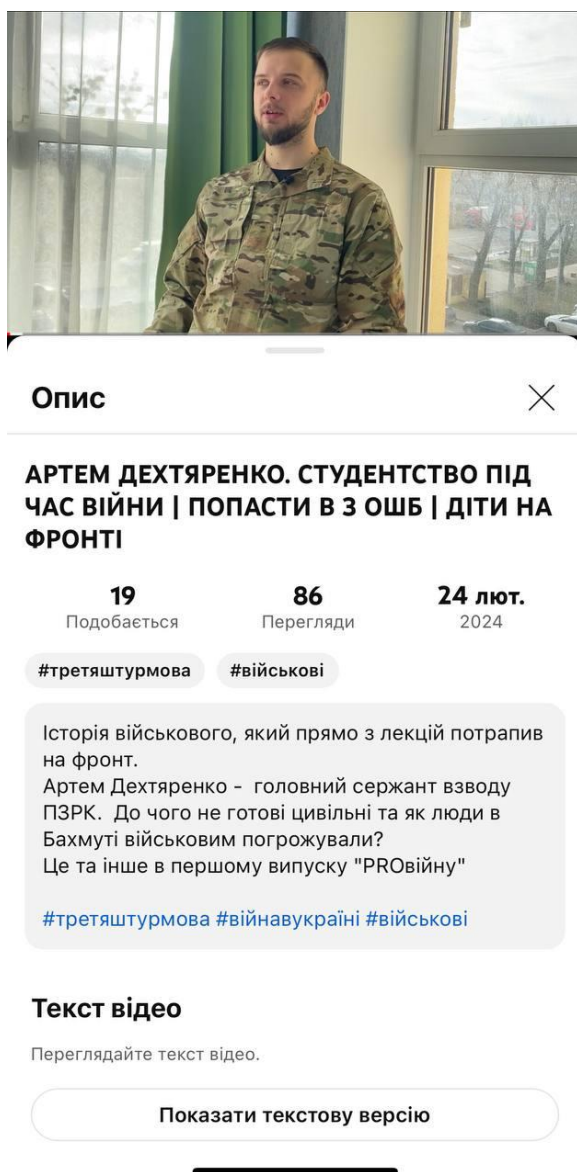 Опис
АРТЕМ ДЕХТЯРЕНКО. СТУДЕНТСТВО ПІД
ЧАС ВІЙНИ | ПОПАСТИ В 3 ОШБ | ДІТИ НА
ФРОНТІ
19 86 24 лют.
Подобається Перегляди 2024
#третяштурмова #військові
Історія військового, який прямо з лекцій потрапив
на фронт.
Артем Дехтяренко - головний сержант взводу
ПЗРК. До чого не готові цивільні та як люди в
Бахмуті військовим погрожували?
Це та інше в першому випуску "PROвійну"
#третяштурмова #війнавукраїні #військові
Текст відео
Переглядайте текст відео.
Показати текстову версію